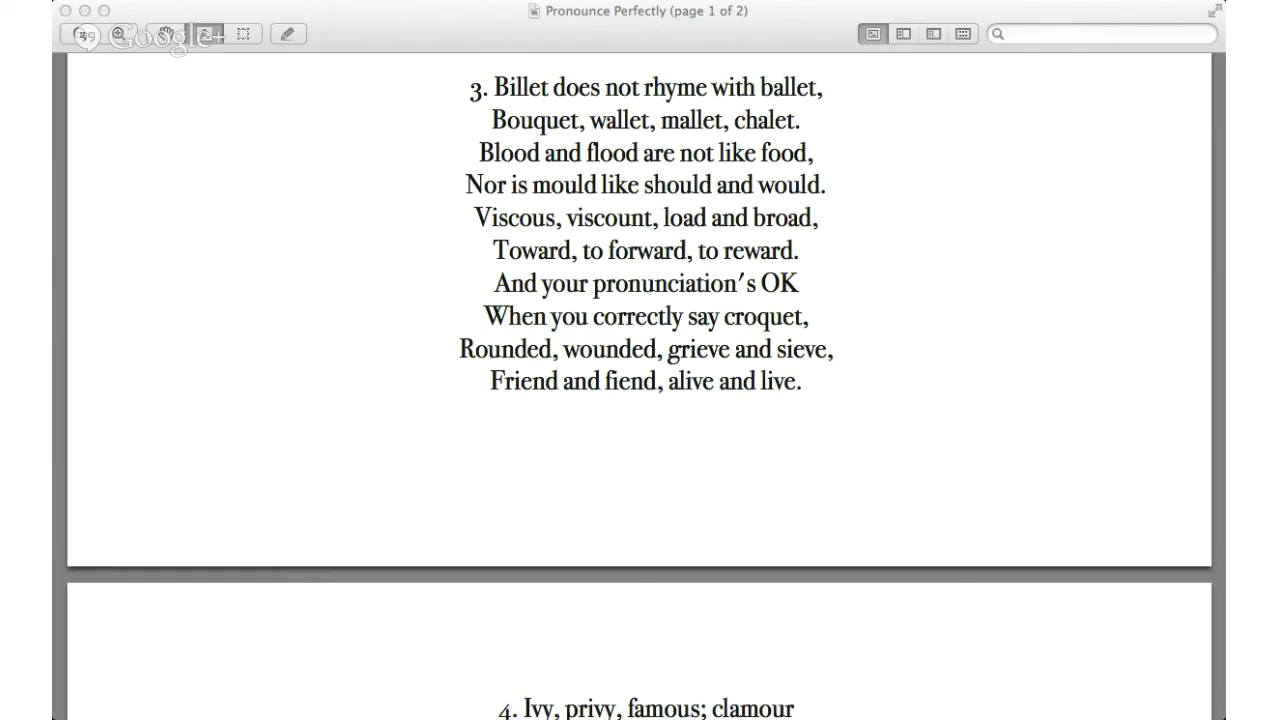 Pronounce Perfectly (page 1 of 2)
Google+
3. Billet does not rhyme with ballet,
Bouquet, wallet, mallet, chalet.
Blood and flood are not like food,
Nor is mould like should and would.
Viscous, viscount, load and broad,
Toward, to forward, to reward.
And your pronunciation's OK
When you correctly say croquet,
Rounded, wounded, grieve and sieve,
Friend and fiend, alive and live.
4. Ivy, privy, famous; clamour